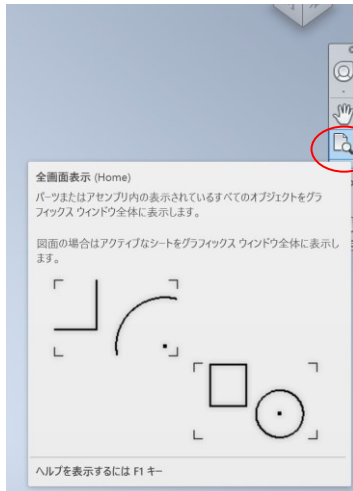 全画面表示 (Home)
パーツまたはアセンブリ内の表示されているすべてのオブジェクトをグラ
フィックス ウィンドウ全体に表示します。
図面の場合はアクティブなシートをグラフィックス ウィンドウ全体に表示し
ます。
ヘルプを表示するには F1 キー